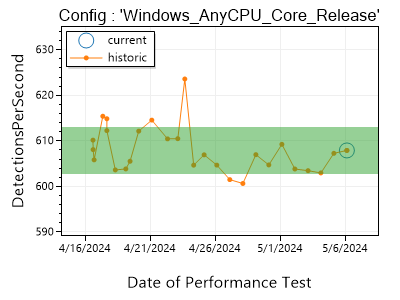 Config : 'Windows_AnyCPU_Core_Release'
current
historic
DetectionsPerSecond
630
620
610
600
590
4/16/2024
4/21/2024
4/26/2024
5/1/2024
5/6/2024
Date of Performance Test